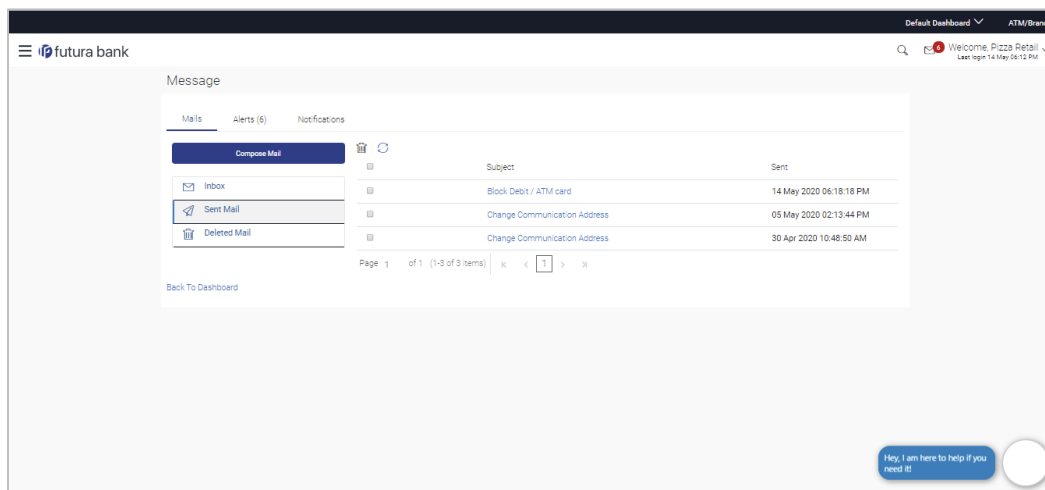 Default Dashboard
futura bank
6
Welcome, Pizza Retail
Last login 14 May 06:12 PM
Message
Mails Alerts (6) Notifications
Compose Mail
Inbox
Sent Mail
Deleted Mail
Subject Sent
Block Debit / ATM card 14 May 2020 06:18:18 PM
Change Communication Address 05 May 2020 02:13:44 PM
Change Communication Address 30 Apr 2020 10:48:50 AM
Page 1 of 1 (1-3 of 3 items) 1
Back To Dashboard
Hey, I am here to help if you
need it!